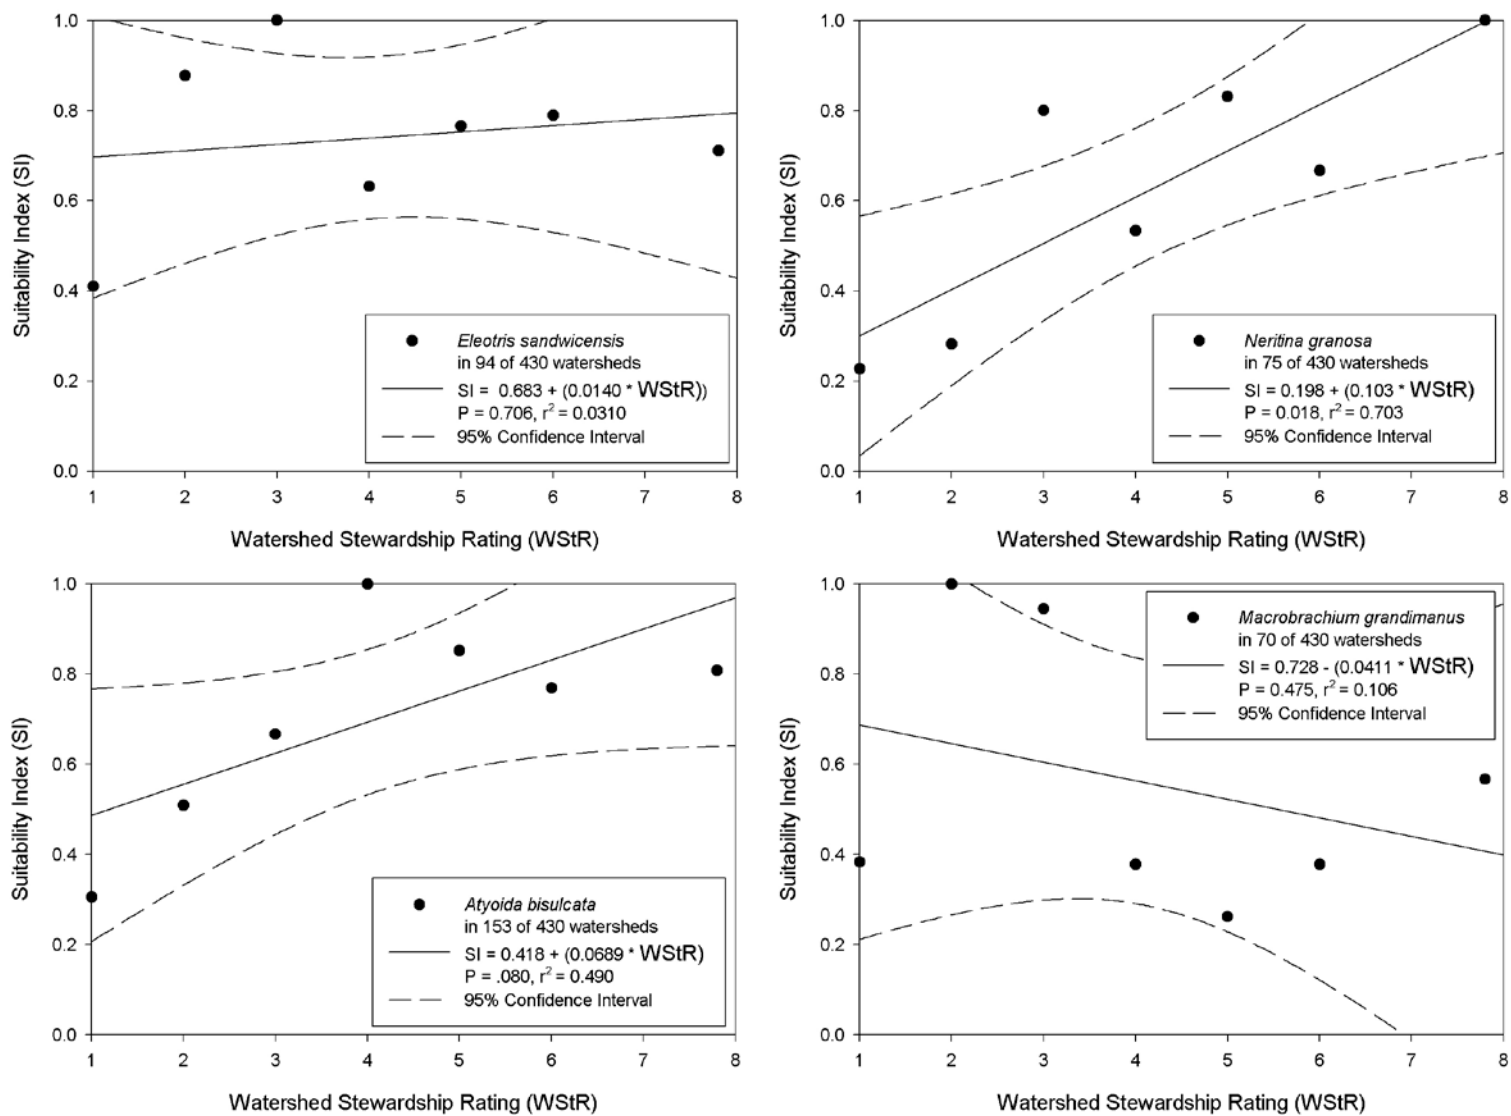 1.0
0.8
0.6
0.4
0.2
0.0
Suitability Index (SI)
Eleotris sandwicensis
in 94 of 430 watersheds
SI = 0.683 + (0.0140 * WStR))
P = 0.706, r² = 0.0310
95% Confidence Interval
1 2 3 4 5 6 7 8
Watershed Stewardship Rating (WStR)
1.0
0.8
0.6
0.4
0.2
0.0
Suitability Index (SI)
Neritina granosa
in 75 of 430 watersheds
SI = 0.198 + (0.103 * WStR)
P = 0.018, r² = 0.703
95% Confidence Interval
1 2 3 4 5 6 7 8
Watershed Stewardship Rating (WStR)
1.0
0.8
0.6
0.4
0.2
0.0
Suitability Index (SI)
Atyoida bisulcata
in 153 of 430 watersheds
SI = 0.418 + (0.0689 * WStR)
P = .080, r² = 0.490
95% Confidence Interval
1 2 3 4 5 6 7 8
Watershed Stewardship Rating (WStR)
1.0
0.8
0.6
0.4
0.2
0.0
Suitability Index (SI)
Macrobrachium grandimanus
in 70 of 430 watersheds
SI = 0.728 - (0.0411 * WStR)
P = 0.475, r² = 0.106
95% Confidence Interval
1 2 3 4 5 6 7 8
Watershed Stewardship Rating (WStR)